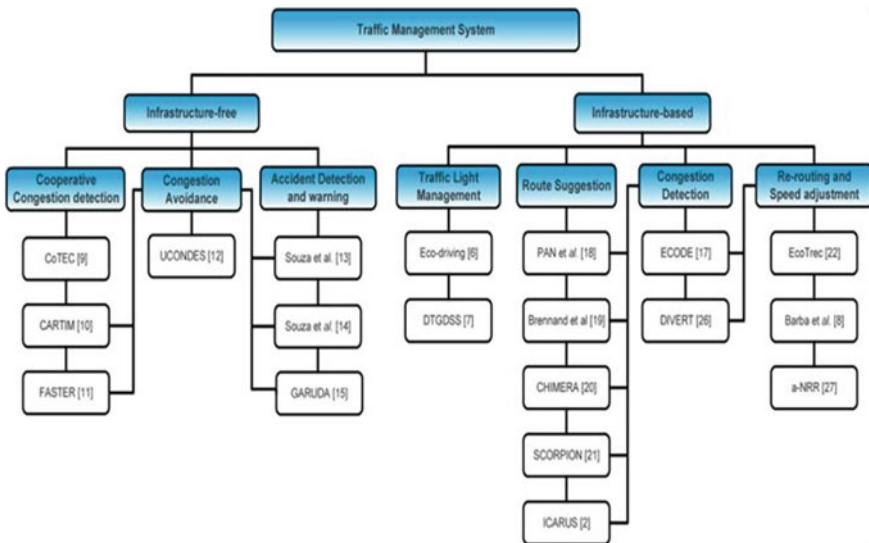 Traffic Management System
Infrastructure-free
Infrastructure-based
Cooperative
Congestion detection
Congestion
Avoidance
Accident Detection
and warning
Traffic Light
Management
Route Suggestion
Congestion
Detection
Re-routing and
Speed adjustment
CoTEC [9]
UCONDES [12]
Souza et al. [13]
Eco-driving [6]
PAN et al. [18]
ECODE [17]
EcoTrec [22]
CARTIM [10]
Souza et al. [14]
DTGDSS [7]
Brennand et al [19]
DIVERT [26]
Barba et al. [8]
FASTER [11]
GARUDA [15]
CHIMERA [20]
a-NRR [27]
SCORPION [21]
ICARUS [2]